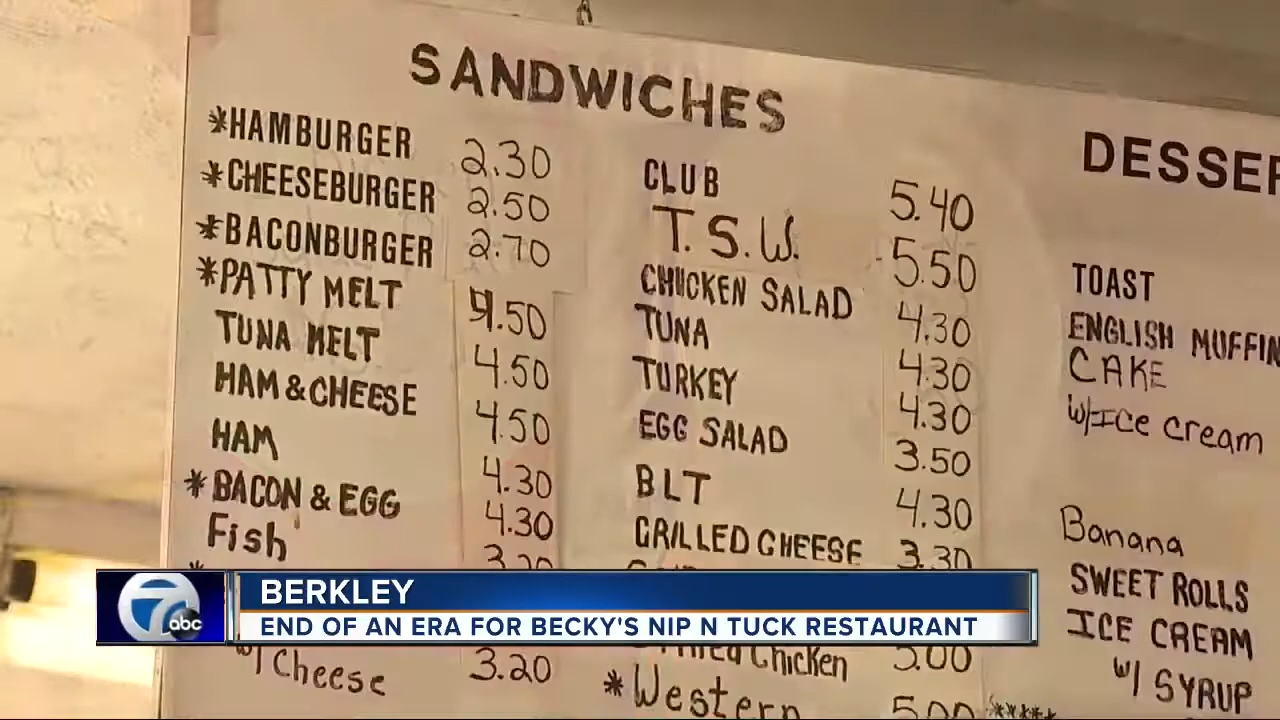 SANDWICHES
*HAMBURGER 2.30
*CHEESEBURGER 2.50
*BACONBURGER 2.70
*PATTY MELT 4.50
TUNA MELT 4.50
HAM & CHEESE 4.50
HAM 4.30
*BACON & EGG 4.30
Fish
w/ Cheese 3.20
CLUB 5.40
T.S.W. 5.50
CHICKEN SALAD 4.30
TUNA 4.30
TURKEY 4.30
EGG SALAD 3.50
BLT 4.30
GRILLED CHEESE 3.30
Chicken 5.00
*Western 5.00
*****
DESSER
TOAST
ENGLISH MUFFIN
CAKE
w/Ice cream
Banana
SWEET ROLLS
ICE CREAM
w/ SYRUP
7 abc
BERKLEY
END OF AN ERA FOR BECKY'S NIP N TUCK RESTAURANT